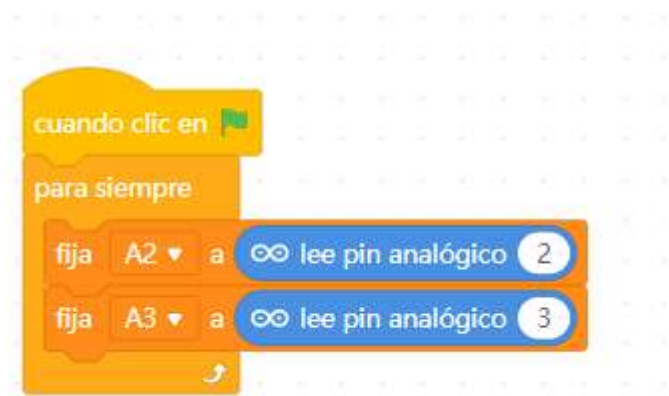 cuando clic en
para siempre
fija A2 a lee pin analógico 2
fija A3 a lee pin analógico 3